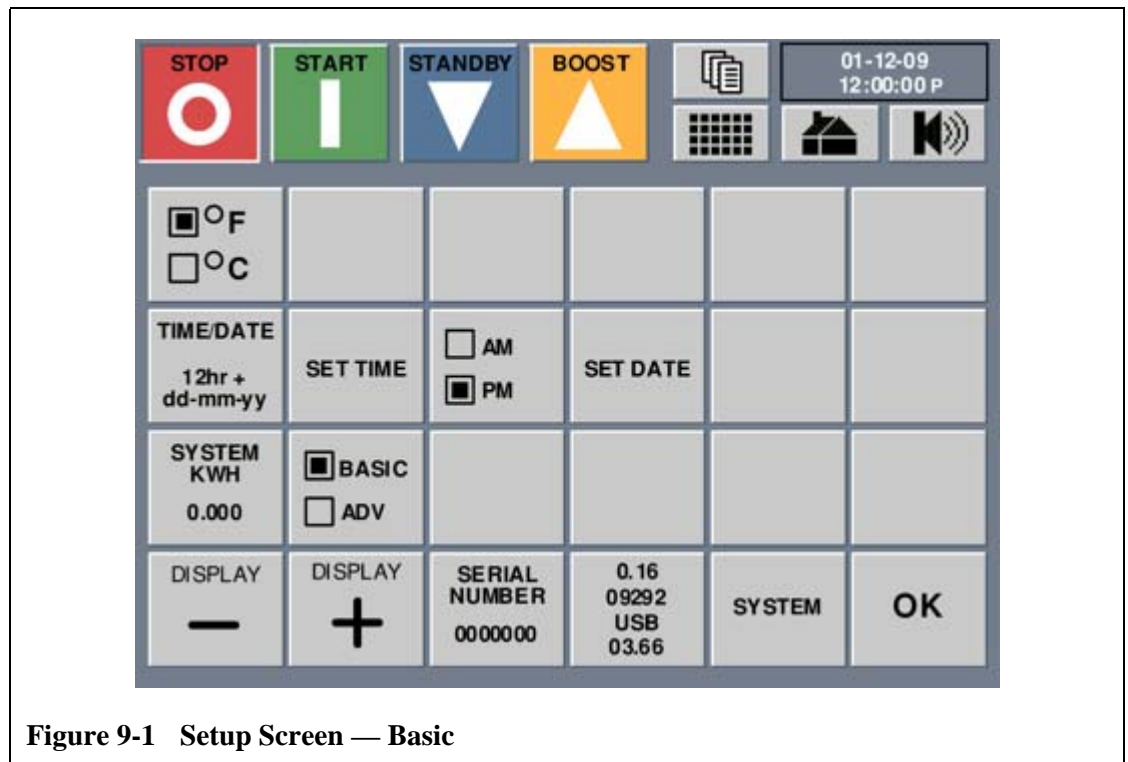 STOP START STANDBY BOOST
01-12-09
12:00:00 P
°F
°C
TIME/DATE
12hr +
dd-mm-yy
SET TIME
AM
PM
SET DATE
SYSTEM
KWH
0.000
BASIC
ADV
DISPLAY
–
DISPLAY
+
SERIAL
NUMBER
0000000
0.16
09292
USB
03.66
SYSTEM
OK
Figure 9-1 Setup Screen — Basic